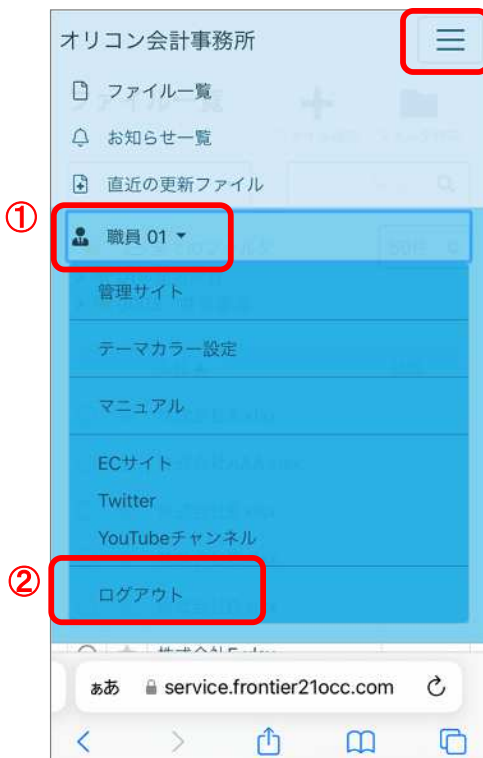 オリコン会計事務所
ファイル一覧
お知らせ一覧
直近の更新ファイル
①
職員 01
管理サイト
テーマカラー設定
マニュアル
ECサイト
Twitter
YouTubeチャンネル
②
ログアウト
ぁあ service.frontier21occ.com